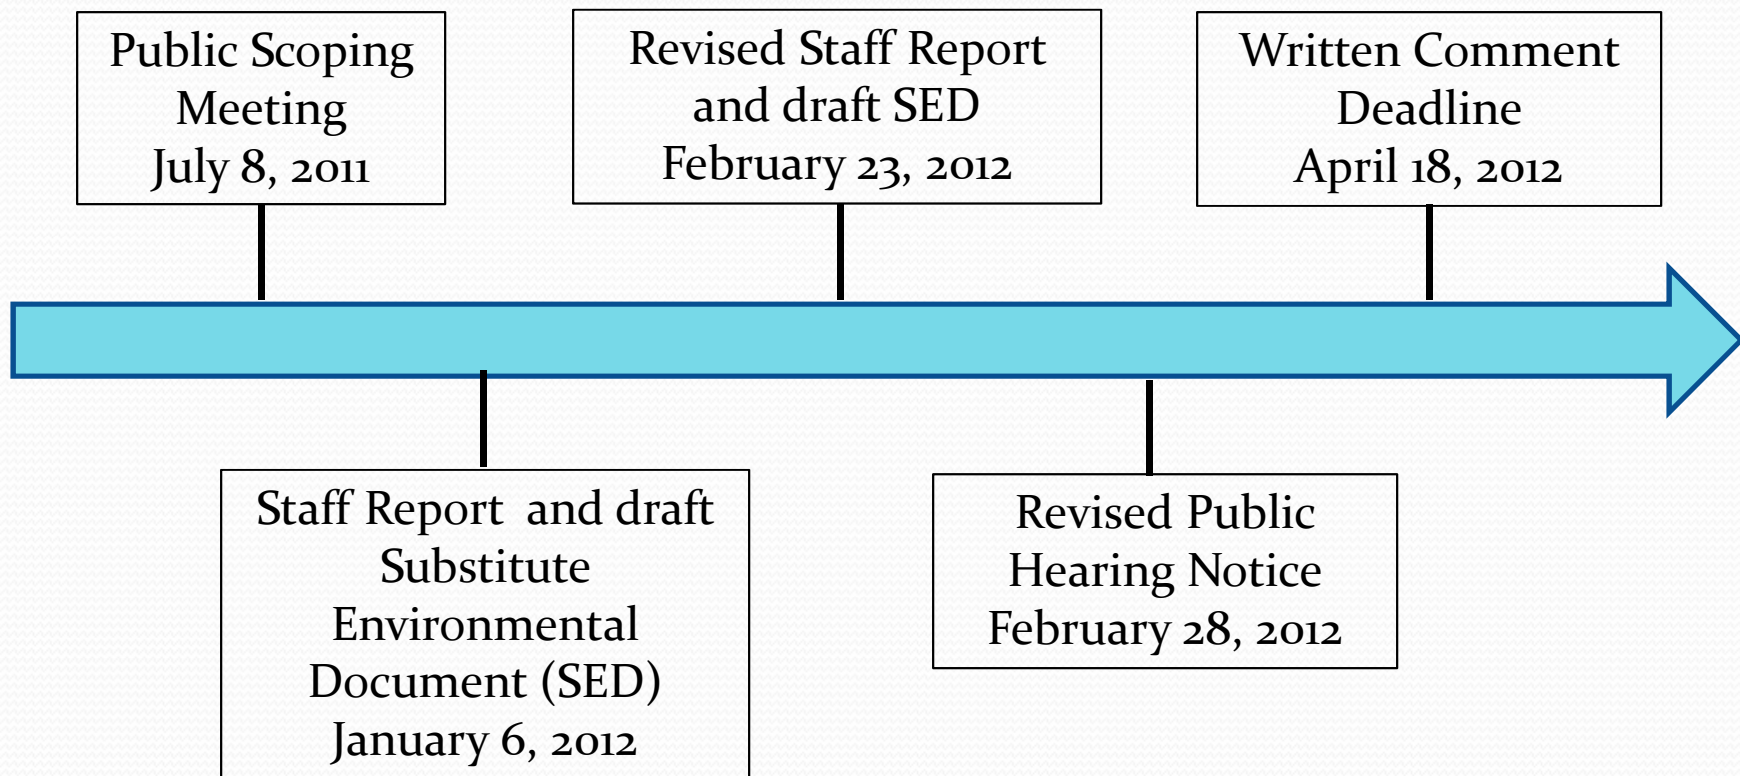 Public Scoping
Meeting
July 8, 2011
Revised Staff Report
and draft SED
February 23, 2012
Written Comment
Deadline
April 18, 2012
Staff Report  and draft
Substitute
Environmental
Document (SED)
January 6, 2012
Revised Public
Hearing Notice
February 28, 2012